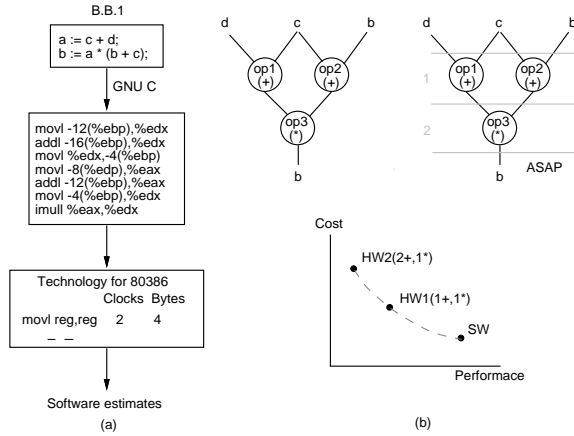 B.B.1
a := c + d;
b := a * (b + c);
GNU C
movl -12(%ebp),%edx
addl -16(%ebp),%edx
movl %edx,-4(%ebp)
movl -8(%edp),%eax
addl -12(%ebp),%eax
movl -4(%ebp),%edx
imull %eax,%edx
Technology for 80386
Clocks Bytes
movl reg,reg 2 4
Software estimates
(a)
d c b
op1 (+)
op2 (+)
op3 (*)
b
d c b
1
op1 (+)
op2 (+)
2
op3 (*)
ASAP
b
Cost
HW2(2+,1*)
HW1(1+,1*)
SW
Performace
(b)